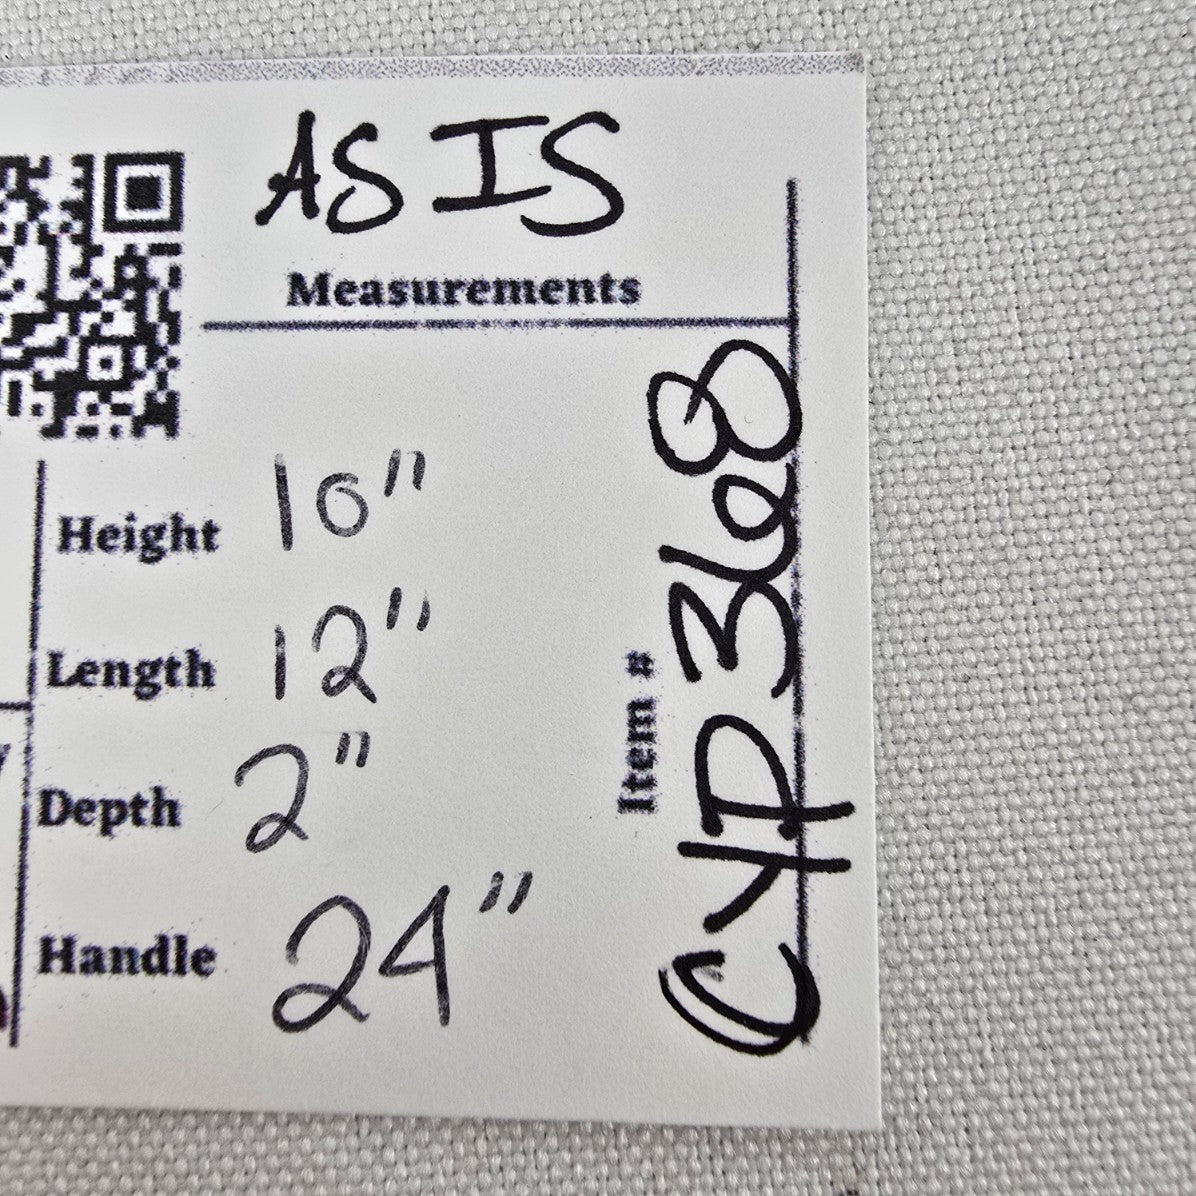 AS IS
Measurements
Height 10"
Length 12"
Depth 2"
Handle 24"
Item # CYP368